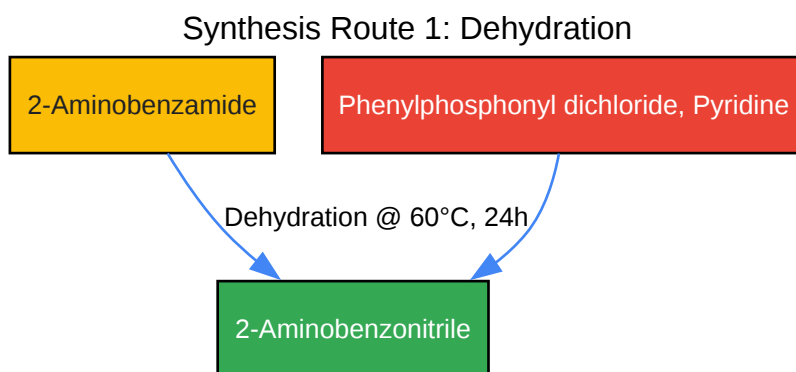 Synthesis Route 1: Dehydration
2-Aminobenzamide
Phenylphosphonyl dichloride, Pyridine
Dehydration @ 60°C, 24h
2-Aminobenzonitrile